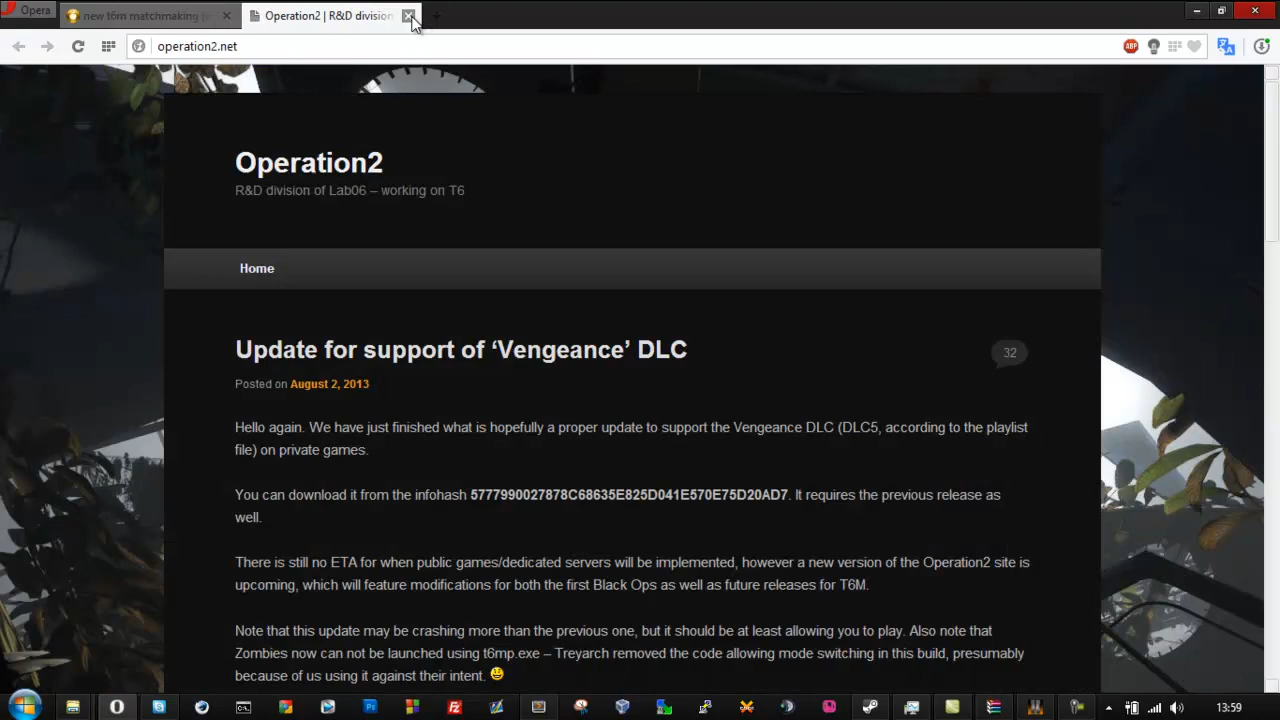 Opera
new t6m matchmaking
Operation2 | R&D division
operation2.net
ABP
Operation2
R&D division of Lab06 – working on T6
Home
Update for support of ‘Vengeance’ DLC
32
Posted on August 2, 2013
Hello again. We have just finished what is hopefully a proper update to support the Vengeance DLC (DLC5, according to the playlist
file) on private games.
You can download it from the infohash 5777990027878C68635E825D041E570E75D20AD7. It requires the previous release as
well.
There is still no ETA for when public games/dedicated servers will be implemented, however a new version of the Operation2 site is
upcoming, which will feature modifications for both the first Black Ops as well as future releases for T6M.
Note that this update may be crashing more than the previous one, but it should be at least allowing you to play. Also note that
Zombies now can not be launched using t6mp.exe – Treyarch removed the code allowing mode switching in this build, presumably
because of us using it against their intent.
13:59